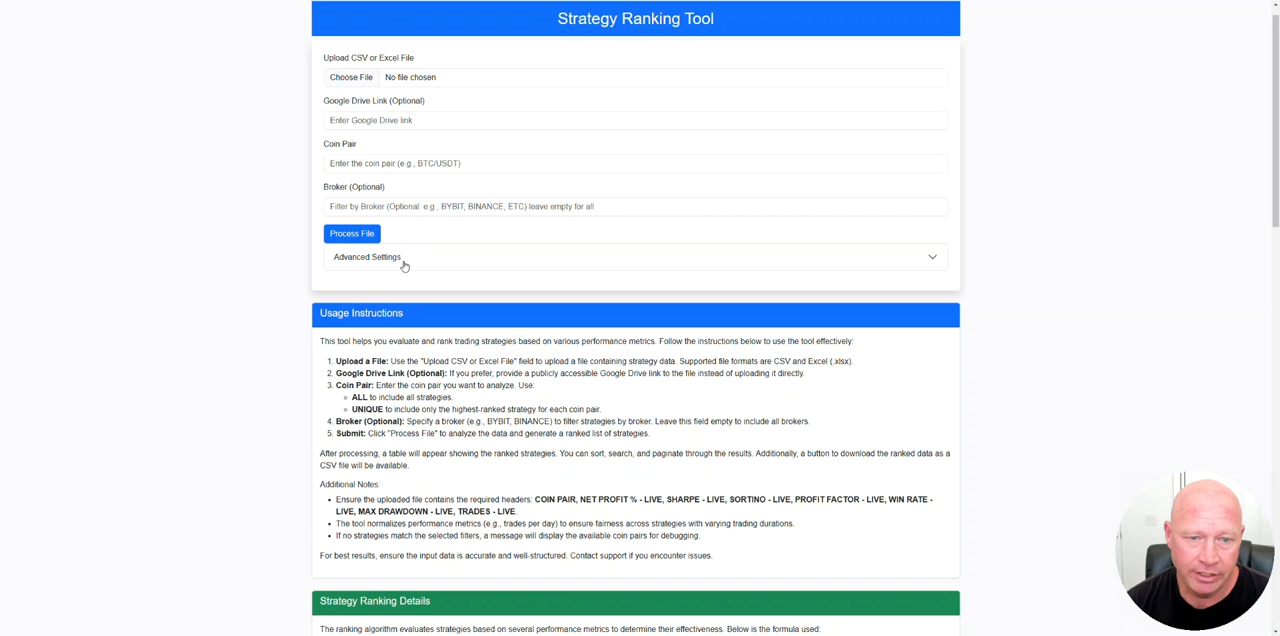 Strategy Ranking Tool
Upload CSV or Excel File
Choose File No file chosen
Google Drive Link (Optional)
Enter Google Drive link
Coin Pair
Enter the coin pair (e.g., BTC/USDT)
Broker (Optional)
Filter by Broker (Optional: e.g., BYBIT, BINANCE, ETC) leave empty for all
Process File
Advanced Settings
Usage Instructions
This tool helps you evaluate and rank trading strategies based on various performance metrics. Follow the instructions below to use the tool effectively:
1. Upload a File: Use the "Upload CSV or Excel File" field to upload a file containing strategy data. Supported file formats are CSV and Excel (.xlsx).
2. Google Drive Link (Optional): If you prefer, provide a publicly accessible Google Drive link to the file instead of uploading it directly.
3. Coin Pair: Enter the coin pair you want to analyze. Use:
ALL to include all strategies.
UNIQUE to include only the highest-ranked strategy for each coin pair.
4. Broker (Optional): Specify a broker (e.g., BYBIT, BINANCE) to filter strategies by broker. Leave this field empty to include all brokers.
5. Submit: Click "Process File" to analyze the data and generate a ranked list of strategies.
After processing, a table will appear showing the ranked strategies. You can sort, search, and paginate through the results. Additionally, a button to download the ranked data as a
CSV file will be available.
Additional Notes:
Ensure the uploaded file contains the required headers: COIN PAIR, NET PROFIT % - LIVE, SHARPE - LIVE, SORTINO - LIVE, PROFIT FACTOR - LIVE, WIN RATE -
LIVE, MAX DRAWDOWN - LIVE, TRADES - LIVE.
The tool normalizes performance metrics (e.g., trades per day) to ensure fairness across strategies with varying trading durations.
If no strategies match the selected filters, a message will display the available coin pairs for debugging.
For best results, ensure the input data is accurate and well-structured. Contact support if you encounter issues.
Strategy Ranking Details
The ranking algorithm evaluates strategies based on several performance metrics to determine their effectiveness. Below is the formula used: